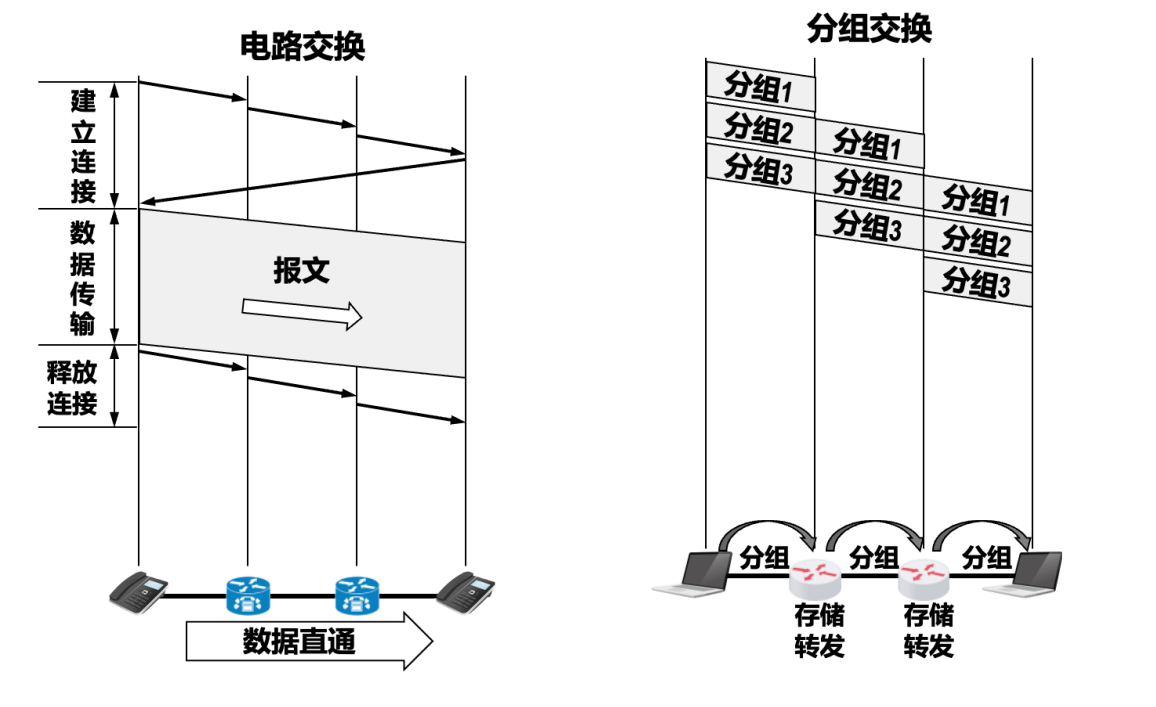 电路交换
建立连接
数据传输
释放
连接
报文
数据直通
分组交换
分组1
分组2
分组1
分组3
分组2
分组1
分组3
分组2
分组3
分组
分组
分组
存储
转发
存储
转发